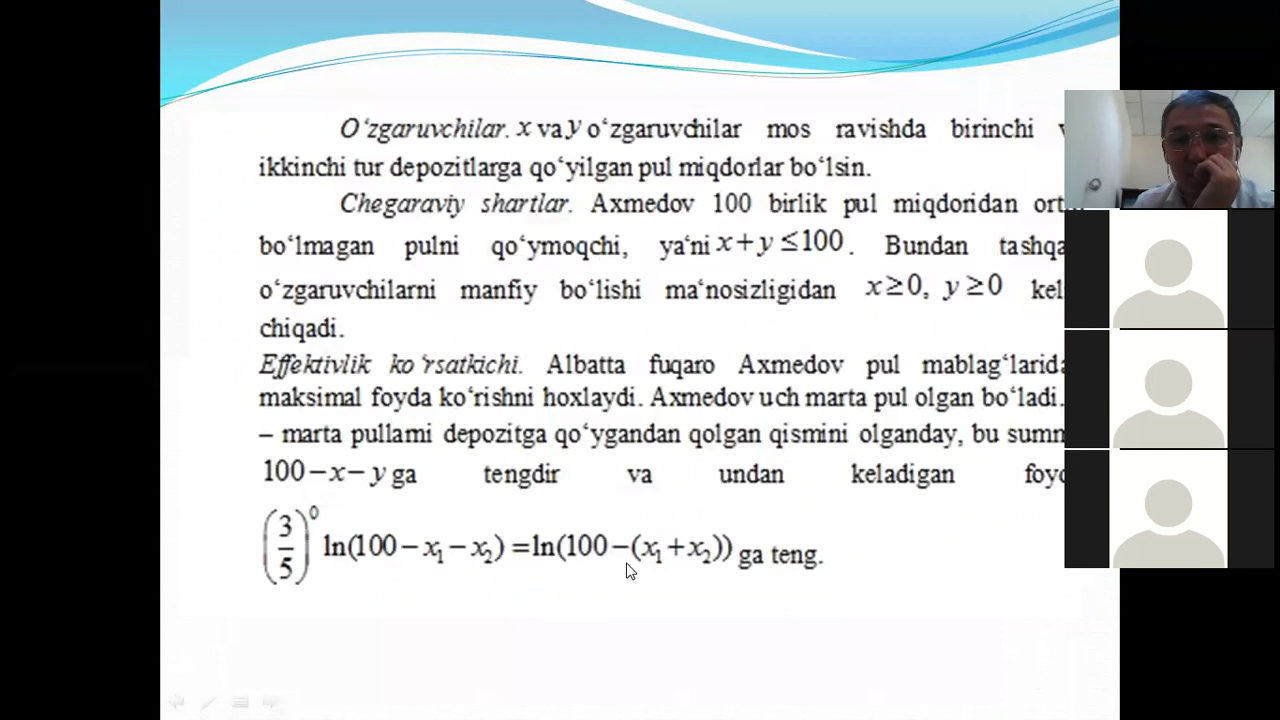 O‘zgaruvchilar. x va y o‘zgaruvchilar mos ravishda birinchi
ikkinchi tur depozitlarga qo‘yilgan pul miqdorlar bo‘lsin.
Chegaraviy shartlar. Axmedov 100 birlik pul miqdoridan
bo‘lmagan pulni qo‘ymoqchi, ya‘ni x+y≤100. Bundan
o‘zgaruvchilarni manfiy bo‘lishi ma‘nosizligidan x≥0, y≥0
chiqadi.
Effektivlik ko‘rsatkichi. Albatta fuqaro Axmedov pul
maksimal foyda ko‘rishni hoxlaydi. Axmedov uch marta pul olgan bo‘ladi.
– marta pullarni depozitga qo‘ygandan qolgan qismini olganday, bu
100−x−y ga tengdir va undan keladigan
(3/5)^0 ln(100−x₁−x₂)=ln(100−(x₁+x₂)) ga teng.